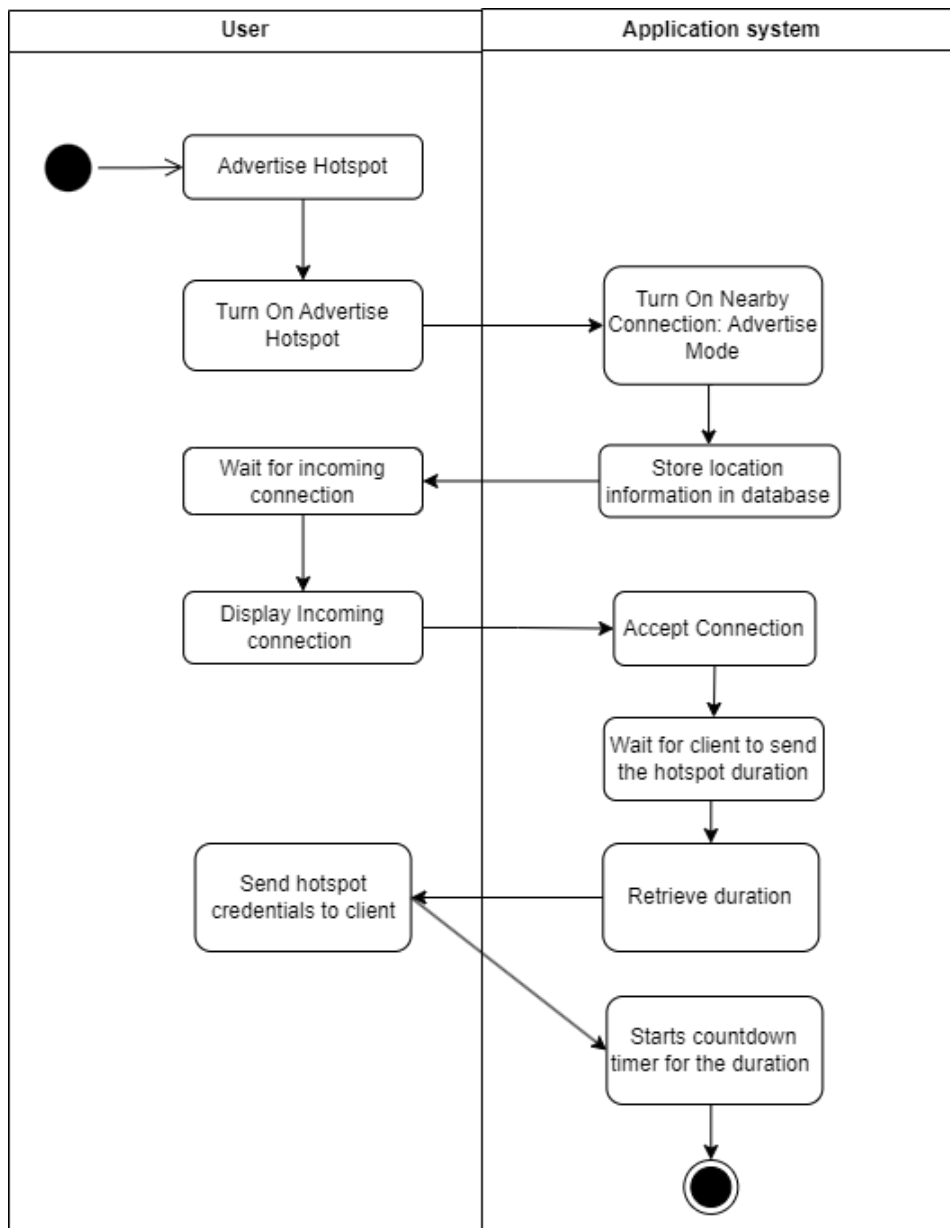 User
Application system
Advertise Hotspot
Turn On Advertise
Hotspot
Turn On Nearby
Connection: Advertise
Mode
Store location
information in database
Wait for incoming
connection
Display Incoming
connection
Accept Connection
Wait for client to send
the hotspot duration
Retrieve duration
Send hotspot
credentials to client
Starts countdown
timer for the duration